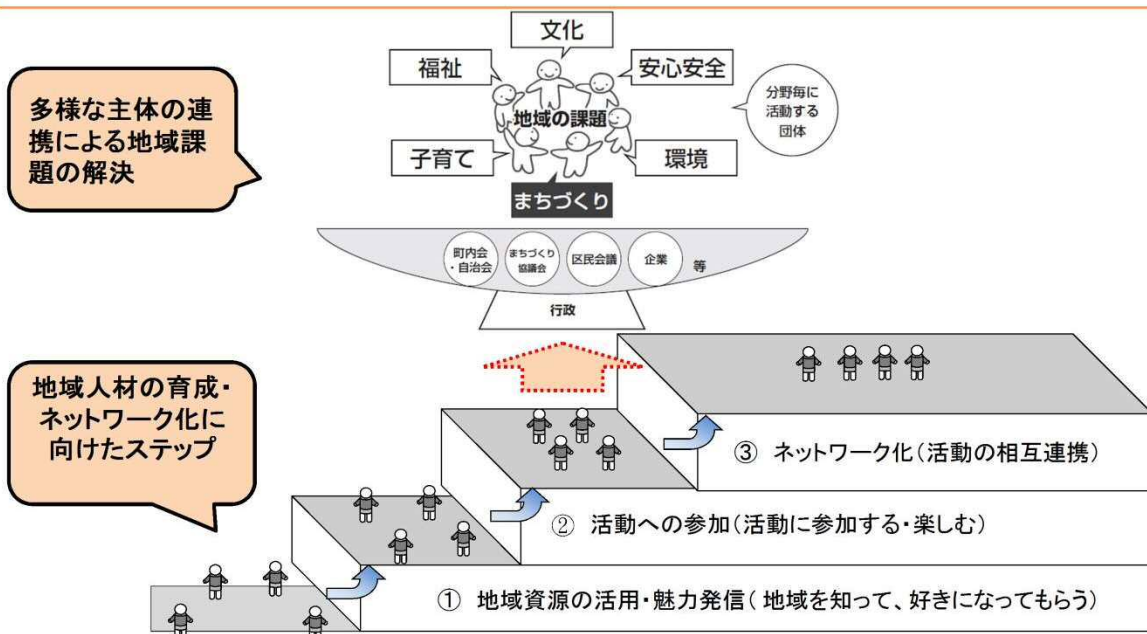 文化
福祉
安心安全
地域の課題
子育て
環境
まちづくり
分野毎に
活動する
団体
多様な主体の連
携による地域課
題の解決
町内会
・自治会
まちづくり
協議会
区民会議
企業
等
行政
地域人材の育成・
ネットワーク化に
向けたステップ
③ ネットワーク化(活動の相互連携)
② 活動への参加(活動に参加する・楽しむ)
① 地域資源の活用・魅力発信( 地域を知って、好きになってもらう)